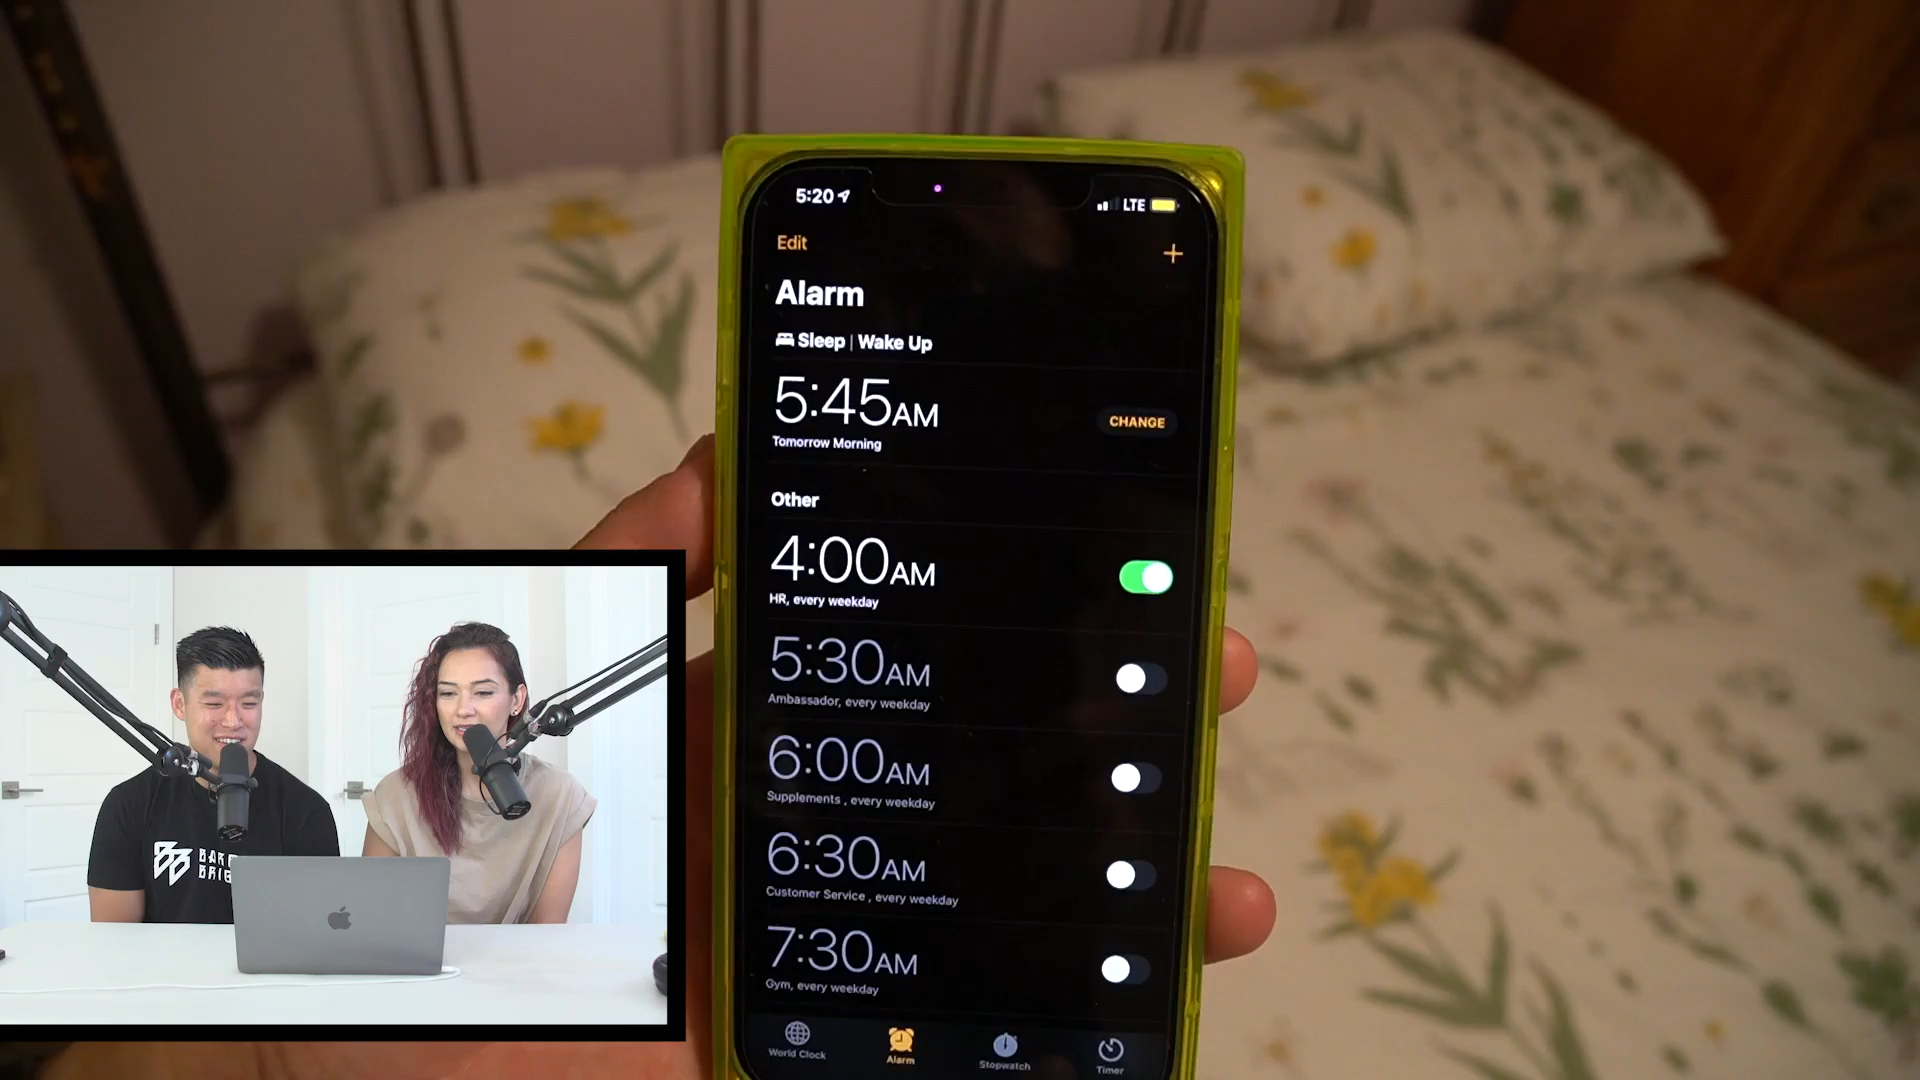 5:20
LTE
Edit
+
Alarm
Sleep | Wake Up
5:45AM
CHANGE
Tomorrow Morning
Other
4:00AM
HR, every weekday
5:30AM
Ambassador, every weekday
6:00AM
Supplements , every weekday
6:30AM
Customer Service , every weekday
7:30AM
Gym, every weekday
World Clock
Alarm
Stopwatch
Timer